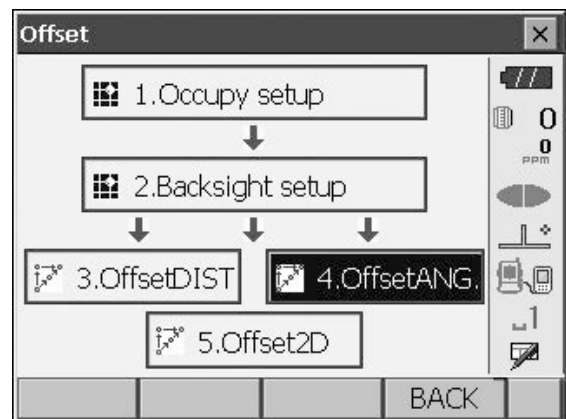 Offset
1.Occupy setup
0
0
PPM
2.Backsight setup
3.OffsetDIST
4.OffsetANG.
1
5.Offset2D
BACK